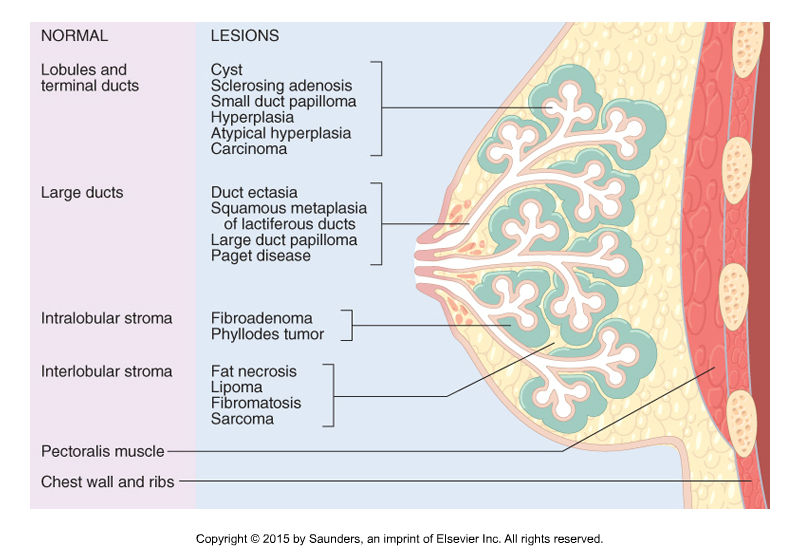 NORMAL
LESIONS
Lobules and
terminal ducts
Cyst
Sclerosing adenosis
Small duct papilloma
Hyperplasia
Atypical hyperplasia
Carcinoma
Large ducts
Duct ectasia
Squamous metaplasia
of lactiferous ducts
Large duct papilloma
Paget disease
Intralobular stroma
Fibroadenoma
Phyllodes tumor
Interlobular stroma
Fat necrosis
Lipoma
Fibromatosis
Sarcoma
Pectoralis muscle
Chest wall and ribs
Copyright © 2015 by Saunders, an imprint of Elsevier Inc. All rights reserved.